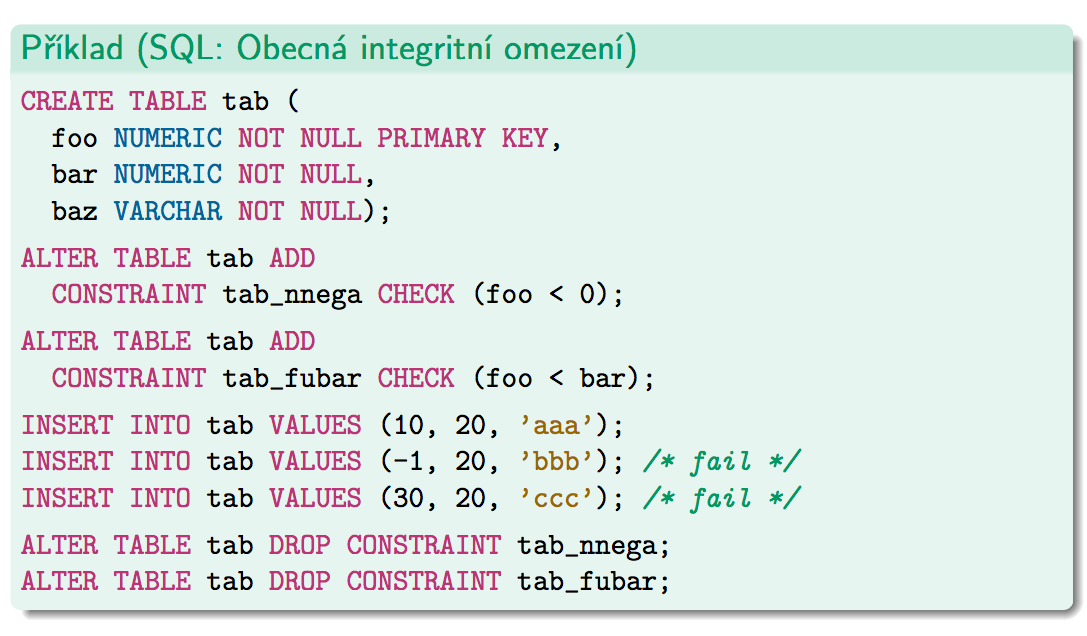 Příklad (SQL: Obecná integritní omezení)
CREATE TABLE tab (
  foo NUMERIC NOT NULL PRIMARY KEY,
  bar NUMERIC NOT NULL,
  baz VARCHAR NOT NULL);
ALTER TABLE tab ADD
  CONSTRAINT tab_nnega CHECK (foo < 0);
ALTER TABLE tab ADD
  CONSTRAINT tab_fubar CHECK (foo < bar);
INSERT INTO tab VALUES (10, 20, ’aaa’);
INSERT INTO tab VALUES (-1, 20, ’bbb’); /* fail */
INSERT INTO tab VALUES (30, 20, ’ccc’); /* fail */
ALTER TABLE tab DROP CONSTRAINT tab_nnega;
ALTER TABLE tab DROP CONSTRAINT tab_fubar;